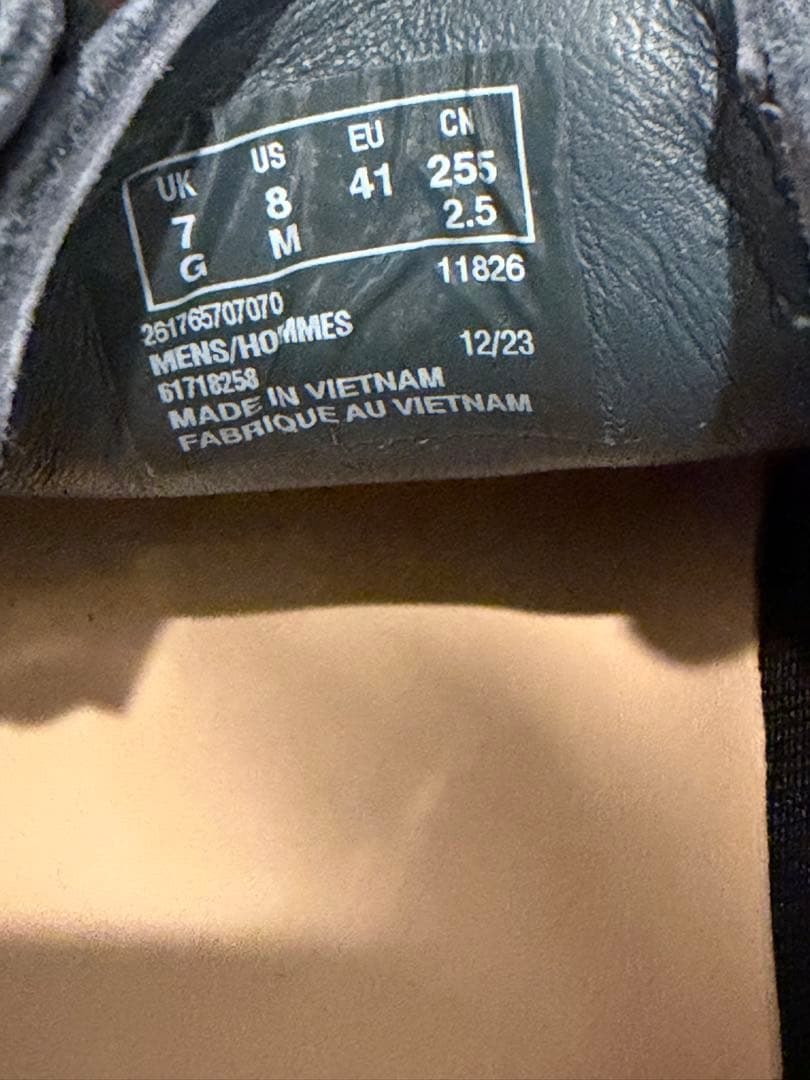 UK US EU CN
7 8 41 255
G M 2.5
11826
261765707070
MENS/HOMMES 12/23
61718258
MADE IN VIETNAM
FABRIQUE AU VIETNAM